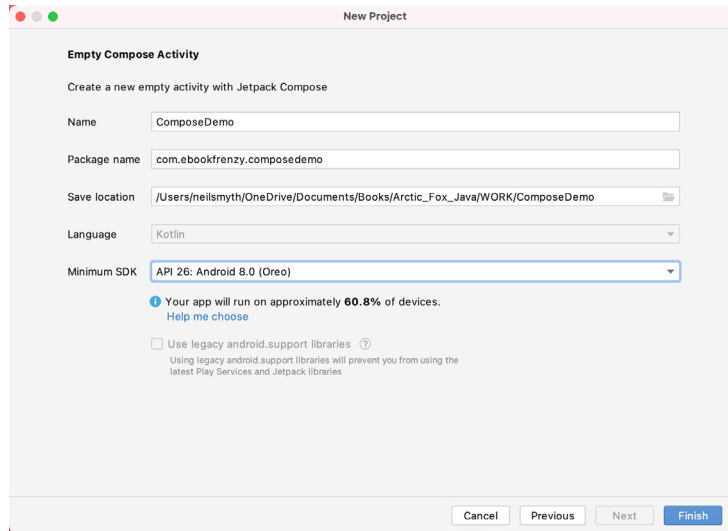 New Project
Empty Compose Activity
Create a new empty activity with Jetpack Compose
Name ComposeDemo
Package name com.ebookfrenzy.composedemo
Save location /Users/neilsmyth/OneDrive/Documents/Books/Arctic_Fox_Java/WORK/ComposeDemo
Language Kotlin
Minimum SDK API 26: Android 8.0 (Oreo)
i Your app will run on approximately 60.8% of devices.
Help me choose
Use legacy android.support libraries ?
Using legacy android.support libraries will prevent you from using the
latest Play Services and Jetpack libraries
Cancel Previous Next Finish